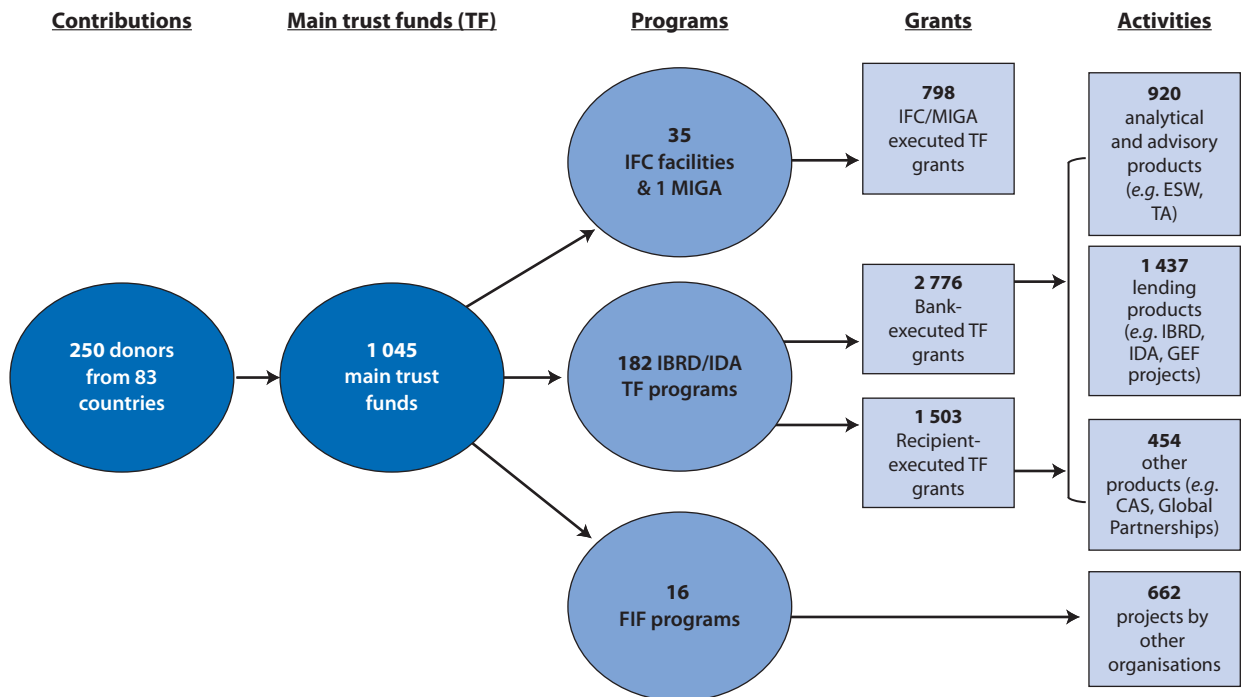 Contributions
Main trust funds (TF)
Programs
Grants
Activities
250 donors
from 83
countries
1 045
main trust
funds
35
IFC facilities
& 1 MIGA
182 IBRD/IDA
TF programs
16
FIF programs
798
IFC/MIGA
executed TF
grants
2 776
Bank-
executed TF
grants
1 503
Recipient-
executed TF
grants
920
analytical
and advisory
products
(e.g. ESW,
TA)
1 437
lending
products
(e.g. IBRD,
IDA, GEF
projects)
454
other
products (e.g.
CAS, Global
Partnerships)
662
projects by
other
organisations